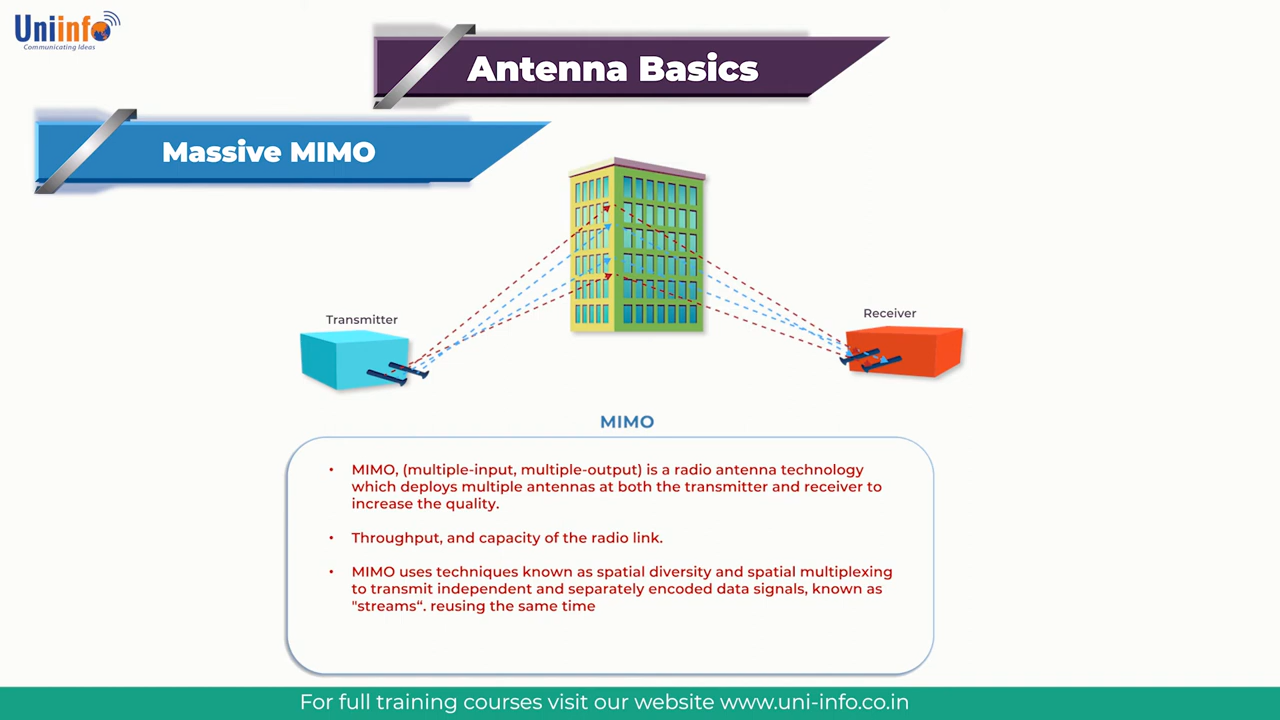 Uniinfo
Communicating Ideas
Antenna Basics
Massive MIMO
Transmitter
Receiver
MIMO
• MIMO, (multiple-input, multiple-output) is a radio antenna technology
which deploys multiple antennas at both the transmitter and receiver to
increase the quality.
• Throughput, and capacity of the radio link.
• MIMO uses techniques known as spatial diversity and spatial multiplexing
to transmit independent and separately encoded data signals, known as
"streams“. reusing the same time
For full training courses visit our website www.uni-info.co.in